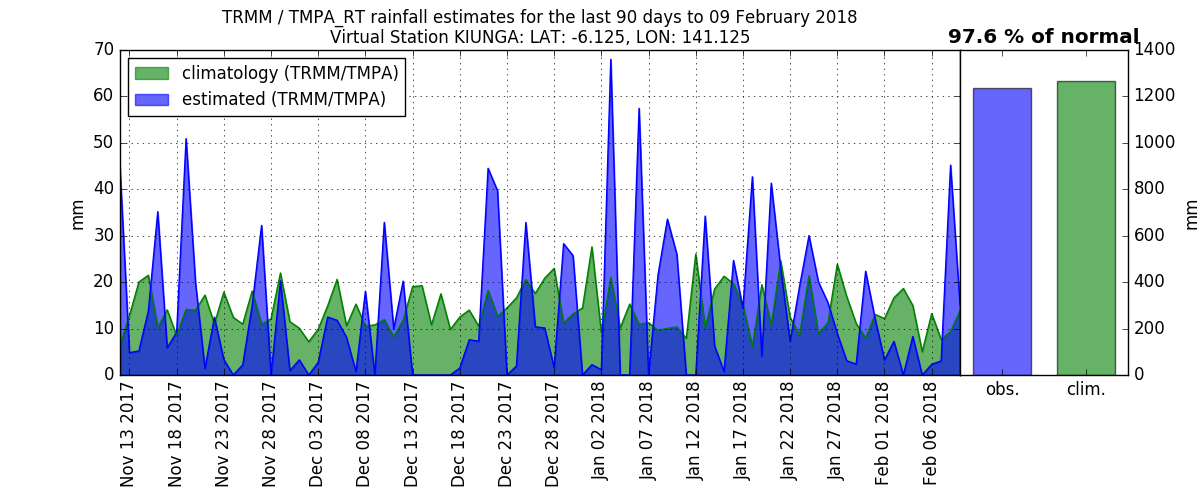 TRMM / TMPA_RT rainfall estimates for the last 90 days to 09 February 2018
Virtual Station KIUNGA: LAT: -6.125, LON: 141.125
97.6 % of normal
climatology (TRMM/TMPA)
estimated (TRMM/TMPA)
70
60
50
40
30
20
10
0
mm
1400
1200
1000
800
600
400
200
0
mm
obs.
clim.
Nov 13 2017
Nov 18 2017
Nov 23 2017
Nov 28 2017
Dec 03 2017
Dec 08 2017
Dec 13 2017
Dec 18 2017
Dec 23 2017
Dec 28 2017
Jan 02 2018
Jan 07 2018
Jan 12 2018
Jan 17 2018
Jan 22 2018
Jan 27 2018
Feb 01 2018
Feb 06 2018